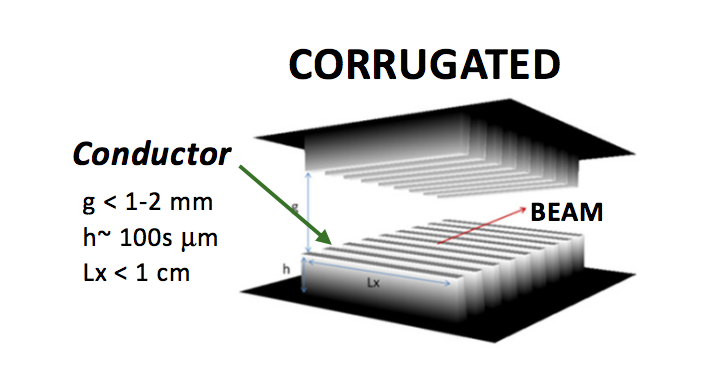 CORRUGATED
Conductor
g < 1-2 mm
h~ 100s μm
Lx < 1 cm
g
BEAM
h
Lx